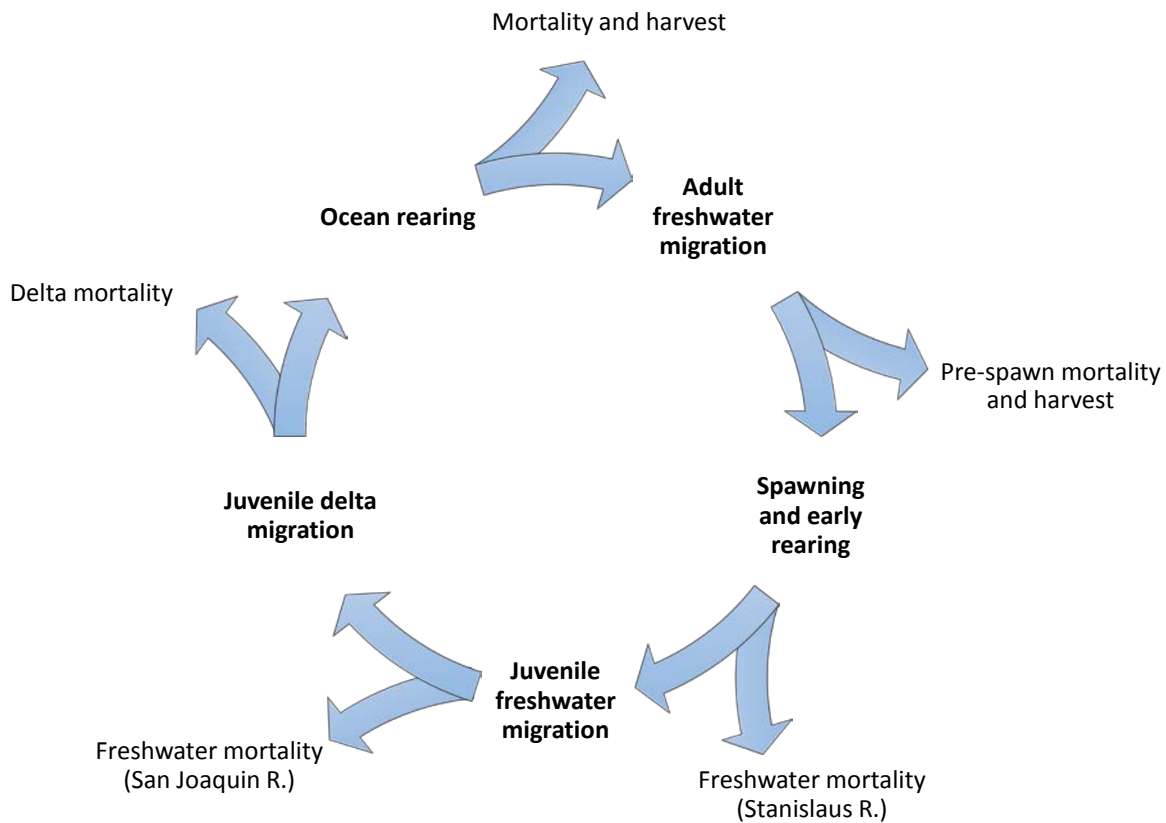 Mortality and harvest
Ocean rearing
Adult
freshwater
migration
Delta mortality
Pre-spawn mortality
and harvest
Juvenile delta
migration
Spawning
and early
rearing
Juvenile
freshwater
migration
Freshwater mortality
(San Joaquin R.)
Freshwater mortality
(Stanislaus R.)